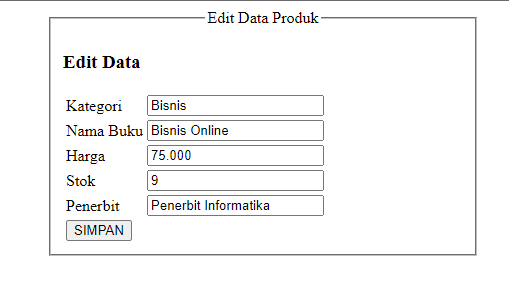 Edit Data Produk
Edit Data
Kategori Bisnis
Nama Buku Bisnis Online
Harga 75.000
Stok 9
Penerbit Penerbit Informatika
SIMPAN